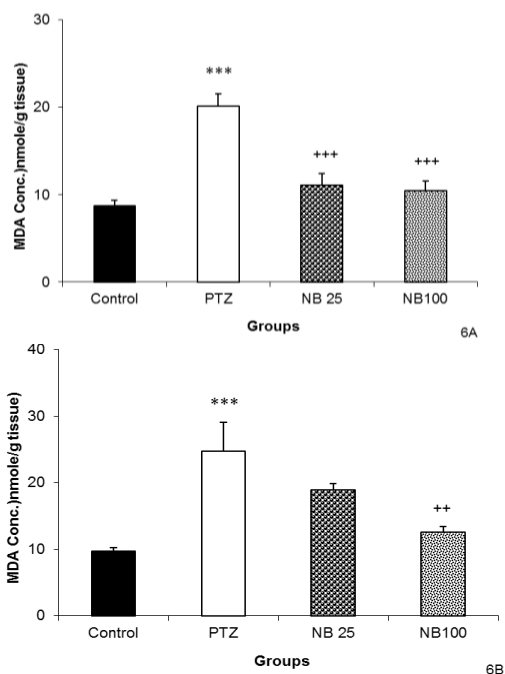 30
20
10
0
MDA Conc.)nmole/g tissue)
***
+++
+++
Control PTZ NB 25 NB100
Groups
6A
40
30
20
10
0
MDA Conc.)nmole/g tissue)
***
++
Control PTZ NB 25 NB100
Groups
6B